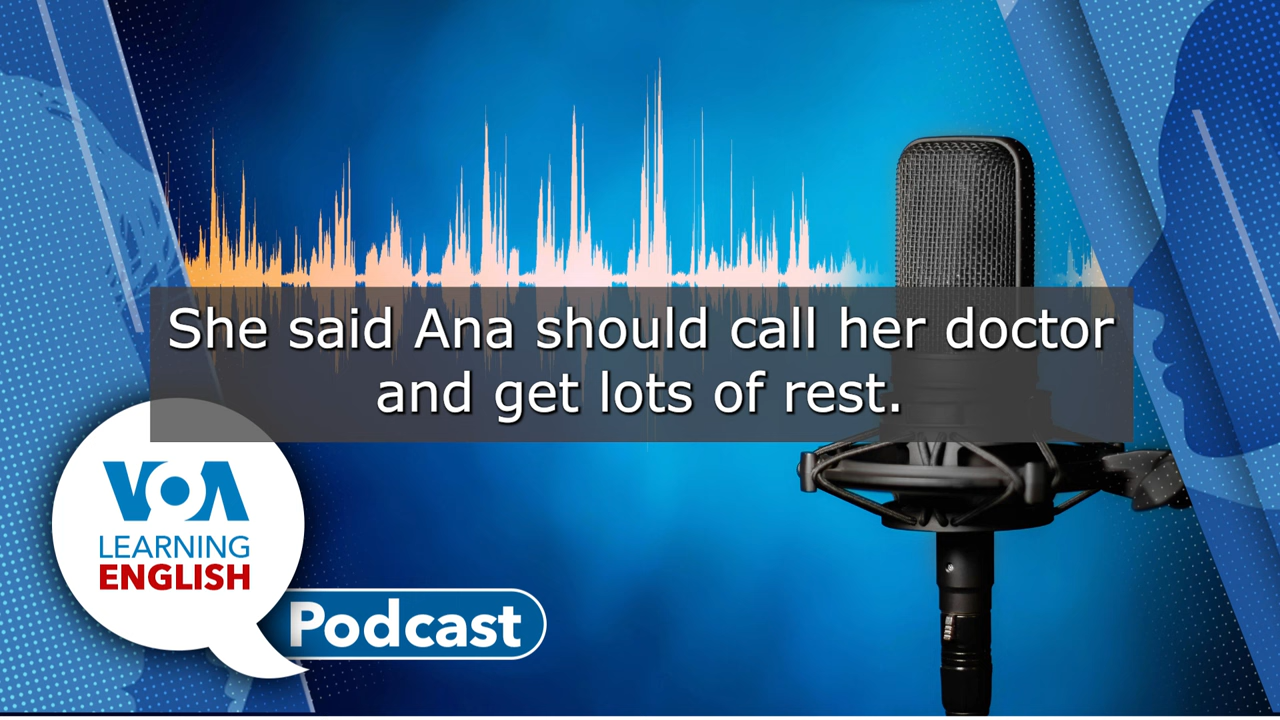 She said Ana should call her doctor
and get lots of rest.
VOA
LEARNING
ENGLISH
Podcast